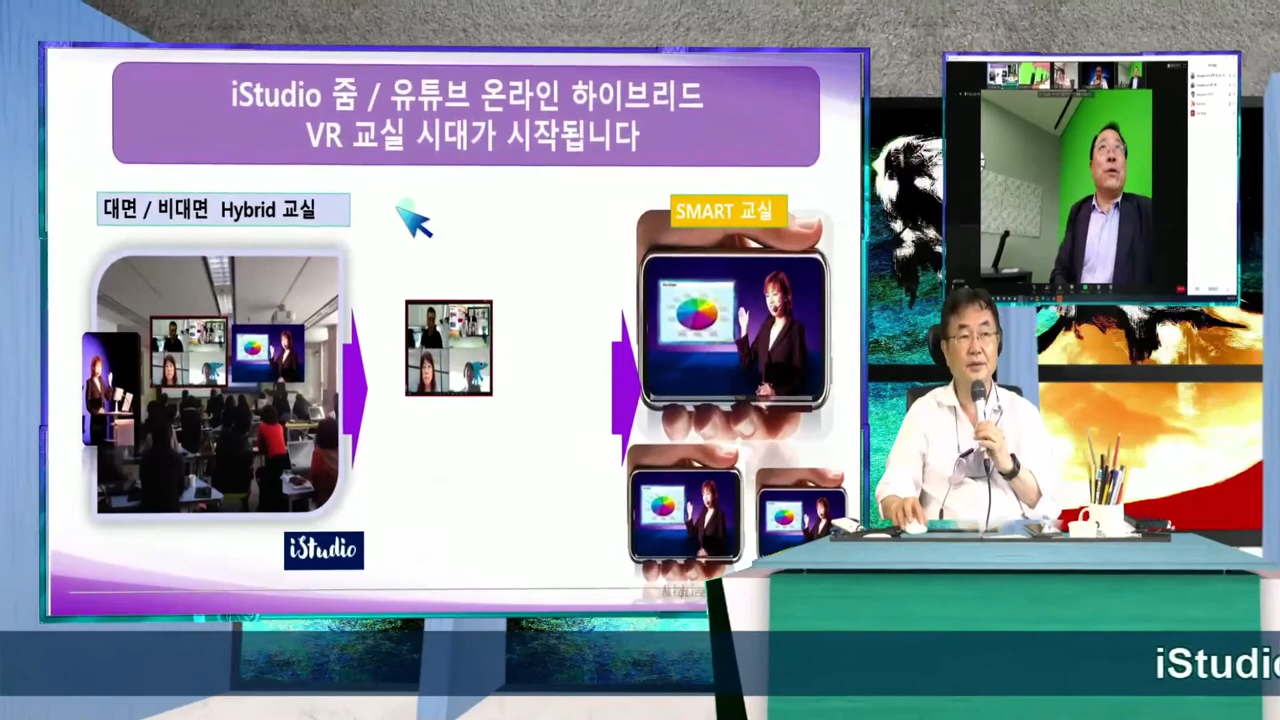 iStudio 줌 / 유튜브 온라인 하이브리드
VR 교실 시대가 시작됩니다
대면 / 비대면 Hybrid 교실
SMART 교실
iStudio
iStudio